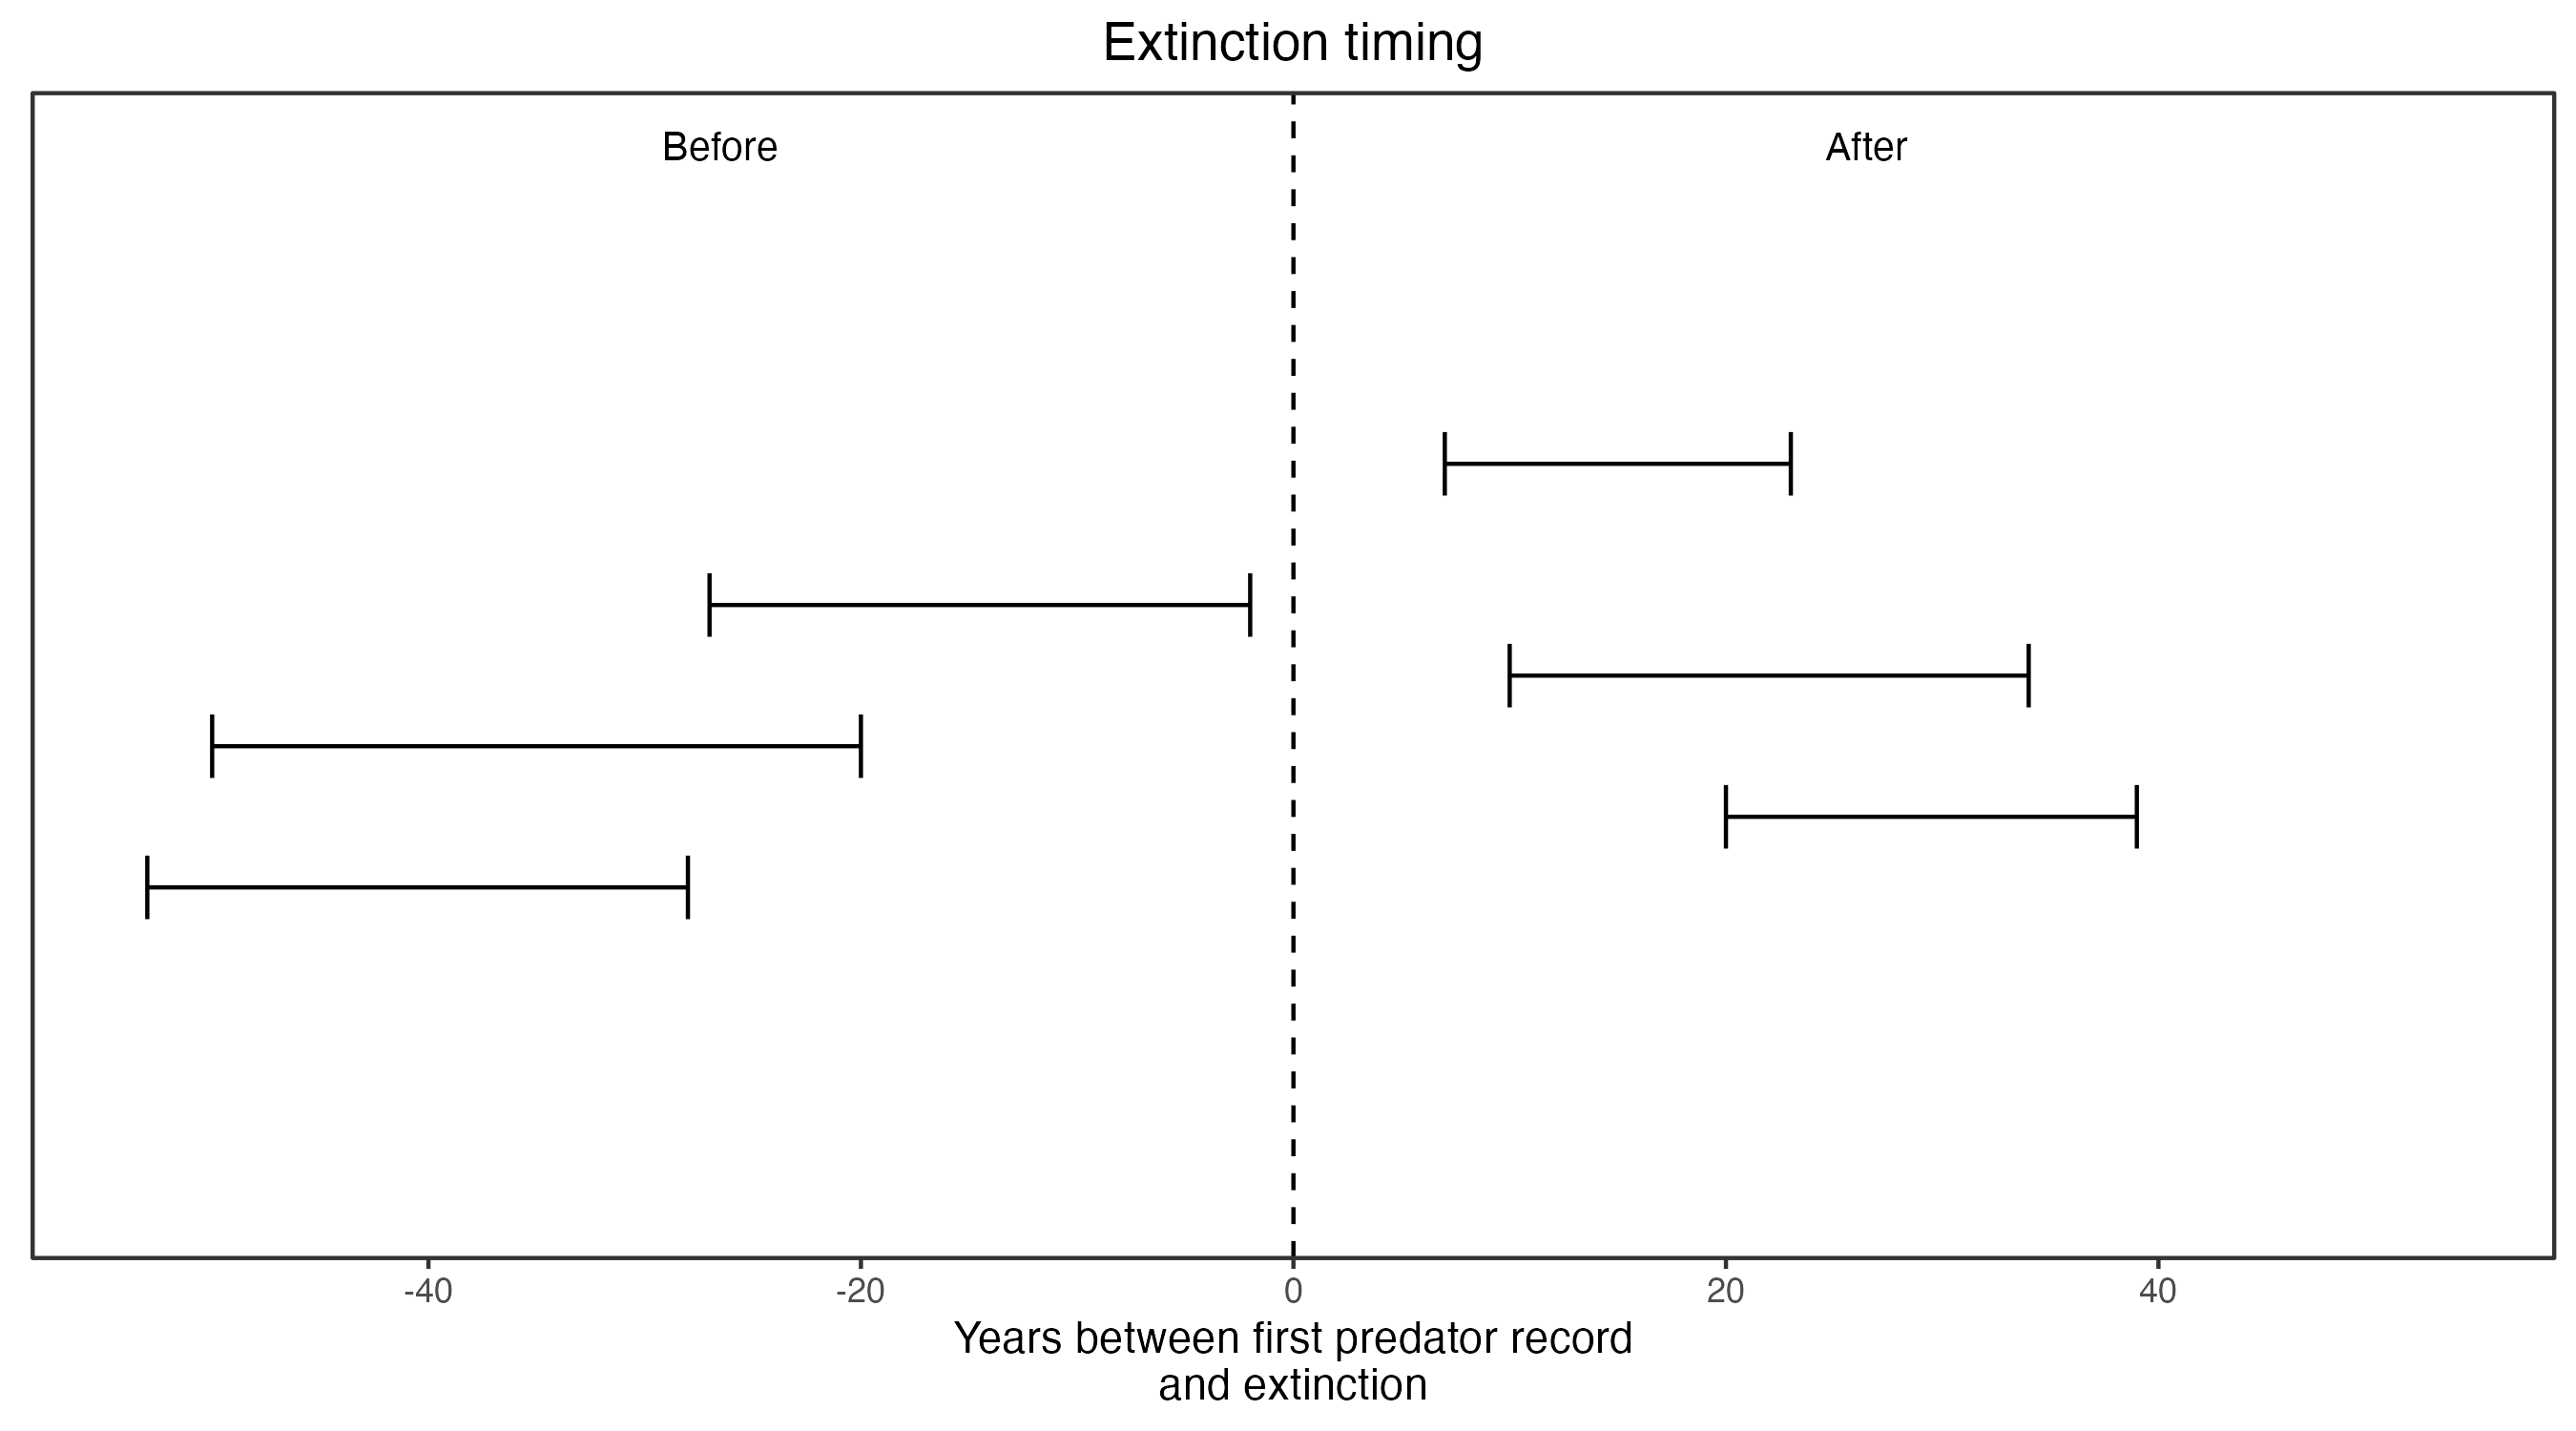 Extinction timing
Before
After
-40
-20
0
20
40
Years between first predator record
and extinction